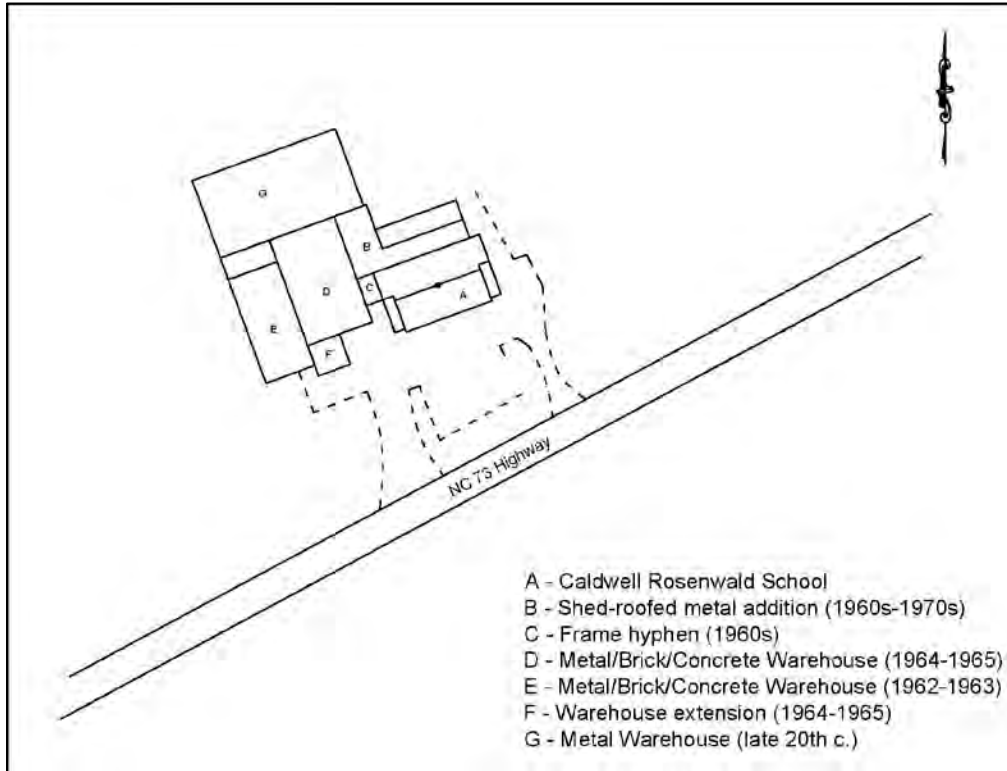 G
B
C
D
A
E
F
NC 73 Highway
A - Caldwell Rosenwald School
B - Shed-roofed metal addition (1960s-1970s)
C - Frame hyphen (1960s)
D - Metal/Brick/Concrete Warehouse (1964-1965)
E - Metal/Brick/Concrete Warehouse (1962-1963)
F - Warehouse extension (1964-1965)
G - Metal Warehouse (late 20th c.)